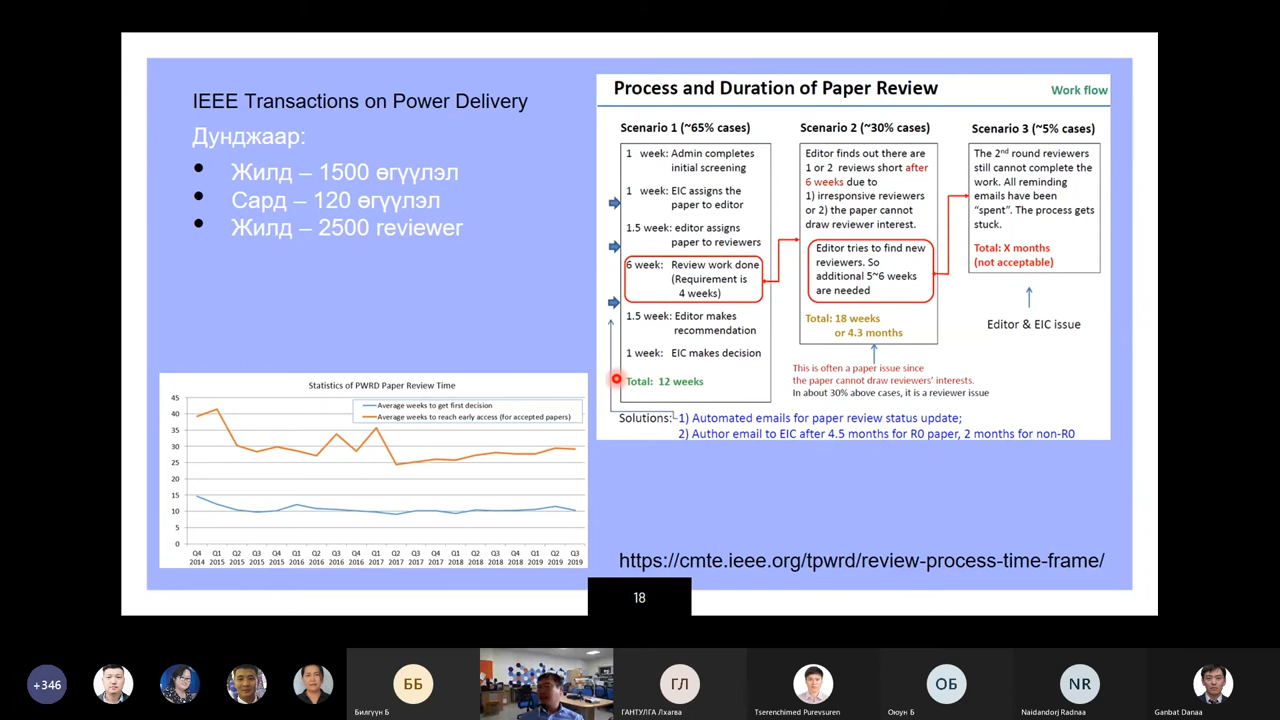 IEEE Transactions on Power Delivery
Дунджаар:
• Жилд – 1500 өгүүлэл
• Сард – 120 өгүүлэл
• Жилд – 2500 reviewer
Process and Duration of Paper Review
Work flow
Scenario 1 (~65% cases)
1 week: Admin completes
initial screening
1 week: EIC assigns the
paper to editor
1.5 week: editor assigns
paper to reviewers
6 week: Review work done
(Requirement is
4 weeks)
1.5 week: Editor makes
recommendation
1 week: EIC makes decision
Total: 12 weeks
Scenario 2 (~30% cases)
Editor finds out there are
1 or 2 reviews short after
6 weeks due to
1) irresponsive reviewers
or 2) the paper cannot
draw reviewer interest.
Editor tries to find new
reviewers. So
additional 5~6 weeks
are needed
Total: 18 weeks
or 4.3 months
This is often a paper issue since
the paper cannot draw reviewers' interests.
In about 30% above cases, it is a reviewer issue
Scenario 3 (~5% cases)
The 2nd round reviewers
still cannot complete the
work. All reminding
emails have been
"spent". The process gets
stuck.
Total: X months
(not acceptable)
Editor & EIC issue
Solutions: 1) Automated emails for paper review status update;
2) Author email to EIC after 4.5 months for R0 paper, 2 months for non-R0
Statistics of PWRD Paper Review Time
Average weeks to get first decision
Average weeks to reach early access (for accepted papers)
45
40
35
30
25
20
15
10
5
0
Q4 Q1 Q2 Q3 Q4 Q1 Q2 Q3 Q4 Q1 Q2 Q3 Q4 Q1 Q2 Q3 Q4 Q1 Q2 Q3
2014 2015 2015 2015 2015 2016 2016 2016 2016 2017 2017 2017 2017 2018 2018 2018 2018 2019 2019 2019
https://cmte.ieee.org/tpwrd/review-process-time-frame/
18
+346
ББ
Билгүүн Б
ГЛ
ГАНТУЛГА Лхагва
Tserenchimed Purevsuren
ОБ
Оюун Б
NR
Naidandorj Radnaa
Ganbat Danaa